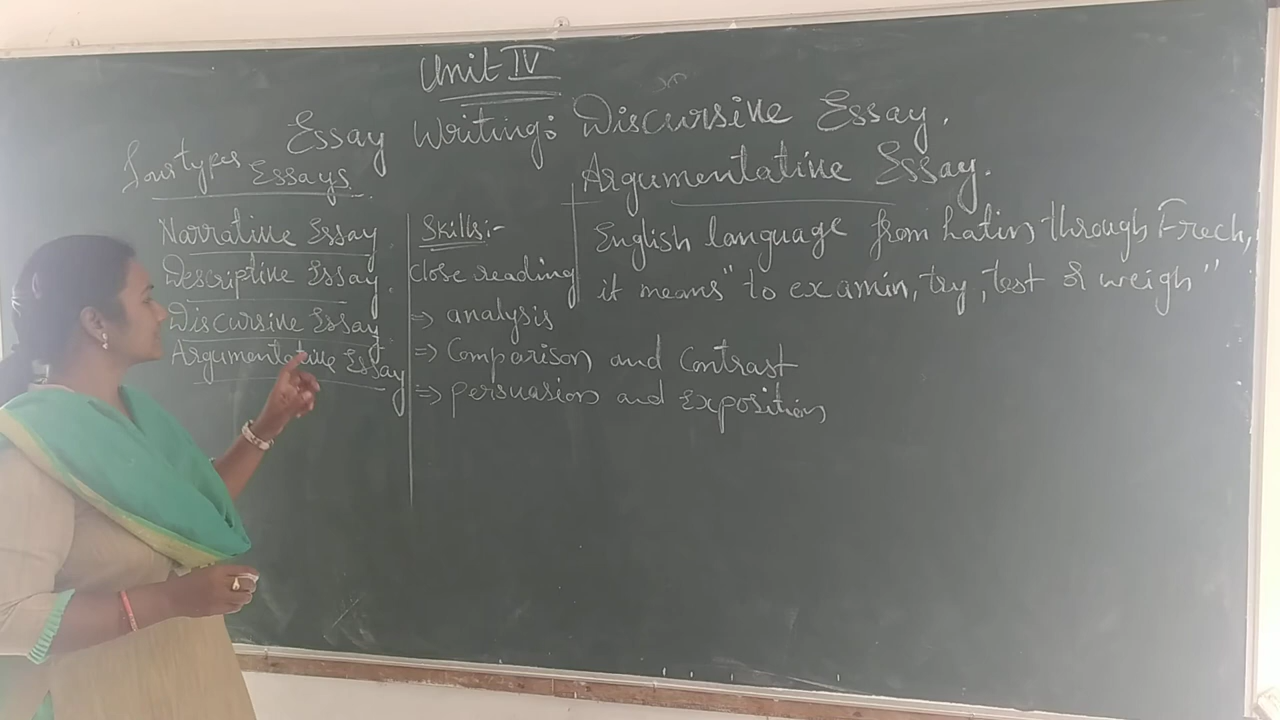 Unit IV
Essay Writing: Discursive Essay.
Argumentative Essay.
Four types
Essays
Narrative Essay.
Descriptive Essay.
Discursive Essay
Argumentative Essay
Skills:-
Close reading
=> analysis
=> Comparison and Contrast
=> Persuasion and Exposition
English language from Latin through Frech,
it means "to examin, try, test & weigh"